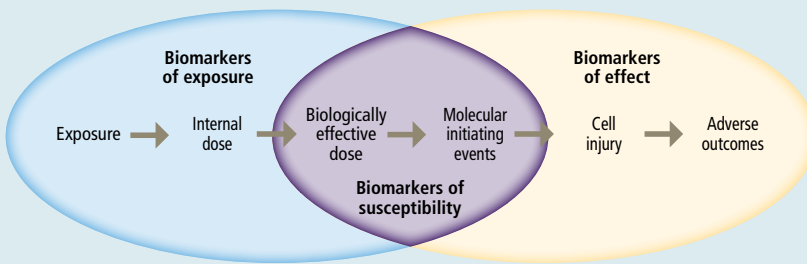 Biomarkers
of exposure
Exposure
Internal
dose
Biologically
effective
dose
Molecular
initiating
events
Biomarkers of
susceptibility
Biomarkers
of effect
Cell
injury
Adverse
outcomes